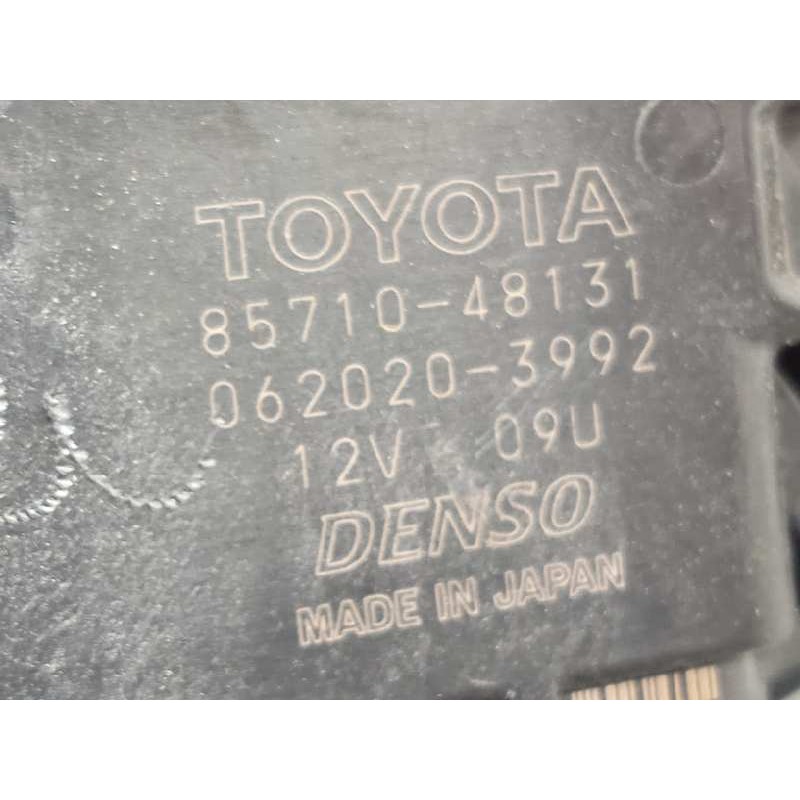 TOYOTA
85710-48131
062020-3992
12V 09U
DENSO
MADE IN JAPAN